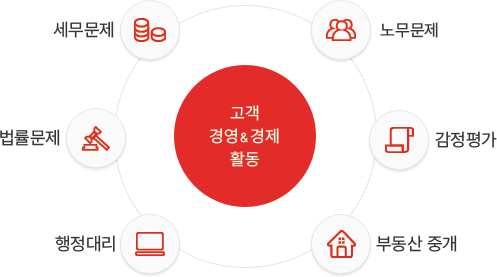 세무문제
노무문제
고객
경영&경제
활동
법률문제
감정평가
행정대리
부동산 중개